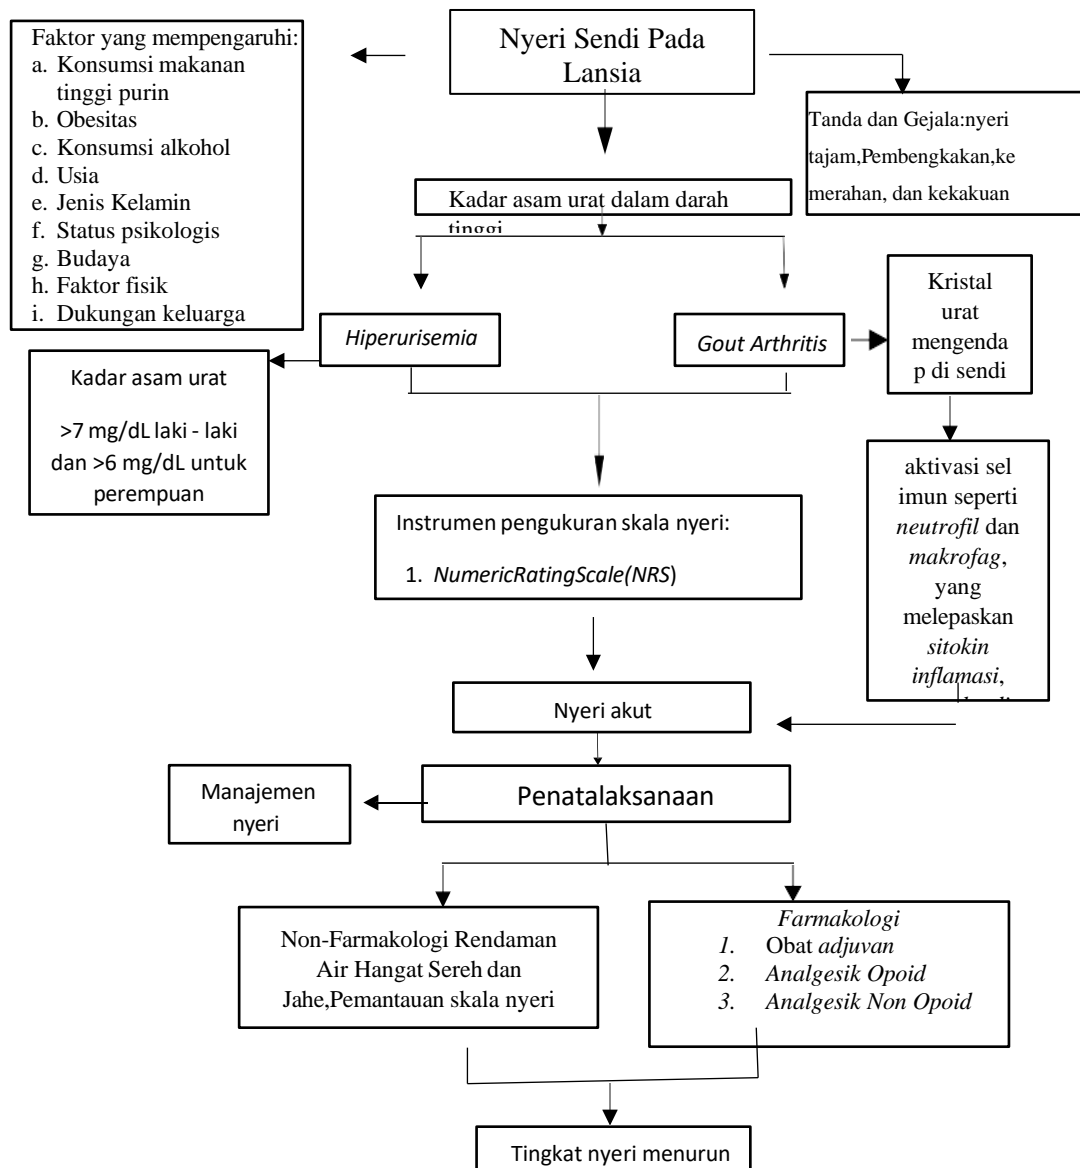 Nyeri Sendi Pada
Lansia
Faktor yang mempengaruhi:
a. Konsumsi makanan
tinggi purin
b. Obesitas
c. Konsumsi alkohol
d. Usia
e. Jenis Kelamin
f. Status psikologis
g. Budaya
h. Faktor fisik
i. Dukungan keluarga
Tanda dan Gejala:nyeri
tajam,Pembengkakan,ke
merahan, dan kekakuan
Kadar asam urat dalam darah
tinggi
Hiperurisemia
Gout Arthritis
Kristal
urat
mengenda
p di sendi
Kadar asam urat
>7 mg/dL laki - laki
dan >6 mg/dL untuk
perempuan
aktivasi sel
imun seperti
neutrofil dan
makrofag,
yang
melepaskan
sitokin
inflamasi,
Instrumen pengukuran skala nyeri:
1. NumericRatingScale(NRS)
Nyeri akut
Penatalaksanaan
Manajemen
nyeri
Non-Farmakologi Rendaman
Air Hangat Sereh dan
Jahe,Pemantauan skala nyeri
Farmakologi
1. Obat adjuvan
2. Analgesik Opoid
3. Analgesik Non Opoid
Tingkat nyeri menurun